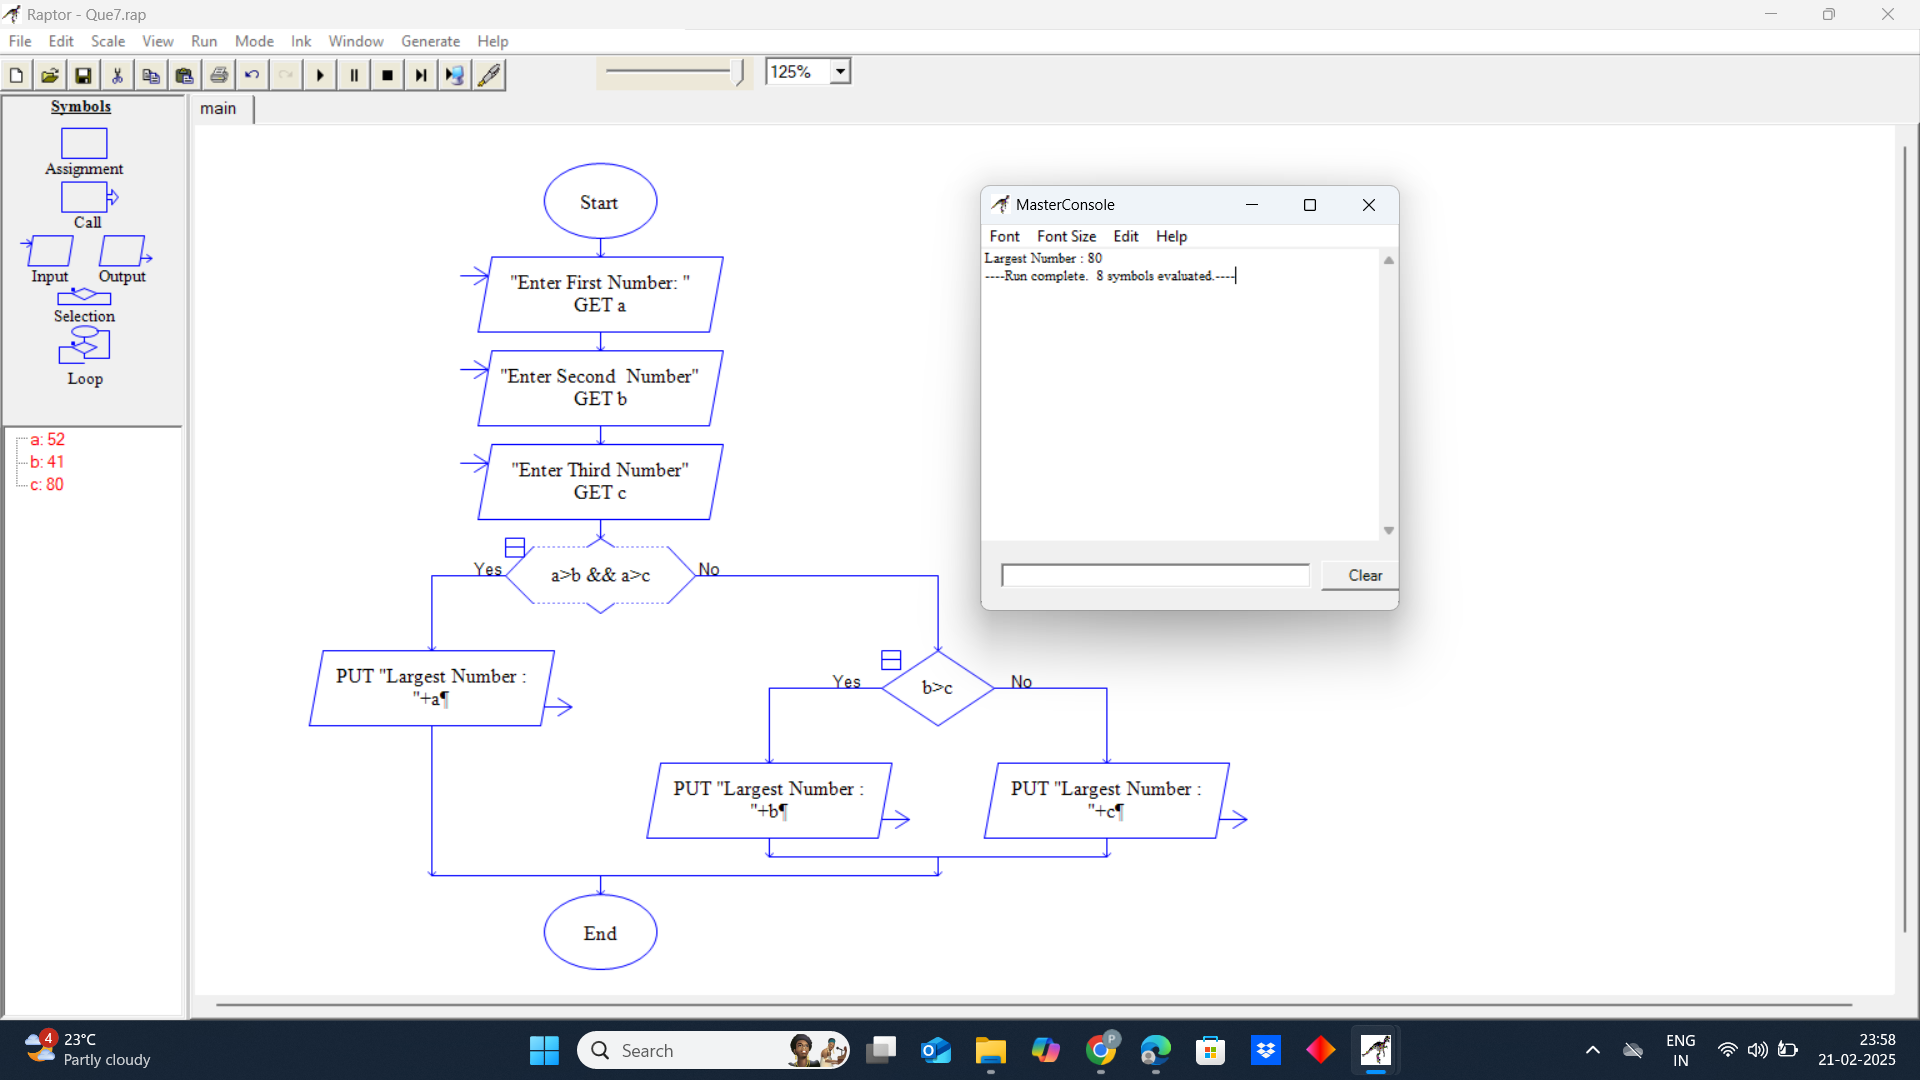 Raptor - Que7.rap
File Edit Scale View Run Mode Ink Window Generate Help
125%
Symbols
Assignment
Call
Input Output
Selection
Loop
a: 52
b: 41
c: 80
main
Start
"Enter First Number: "
GET a
"Enter Second  Number"
GET b
"Enter Third Number"
GET c
Yes a>b && a>c No
PUT "Largest Number :
"+a¶
Yes b>c No
PUT "Largest Number :
"+b¶
PUT "Largest Number :
"+c¶
End
MasterConsole
Font Font Size Edit Help
Largest Number : 80
----Run complete.  8 symbols evaluated.----
Clear
4
23°C
Partly cloudy
Search
P
ENG
IN
23:58
21-02-2025